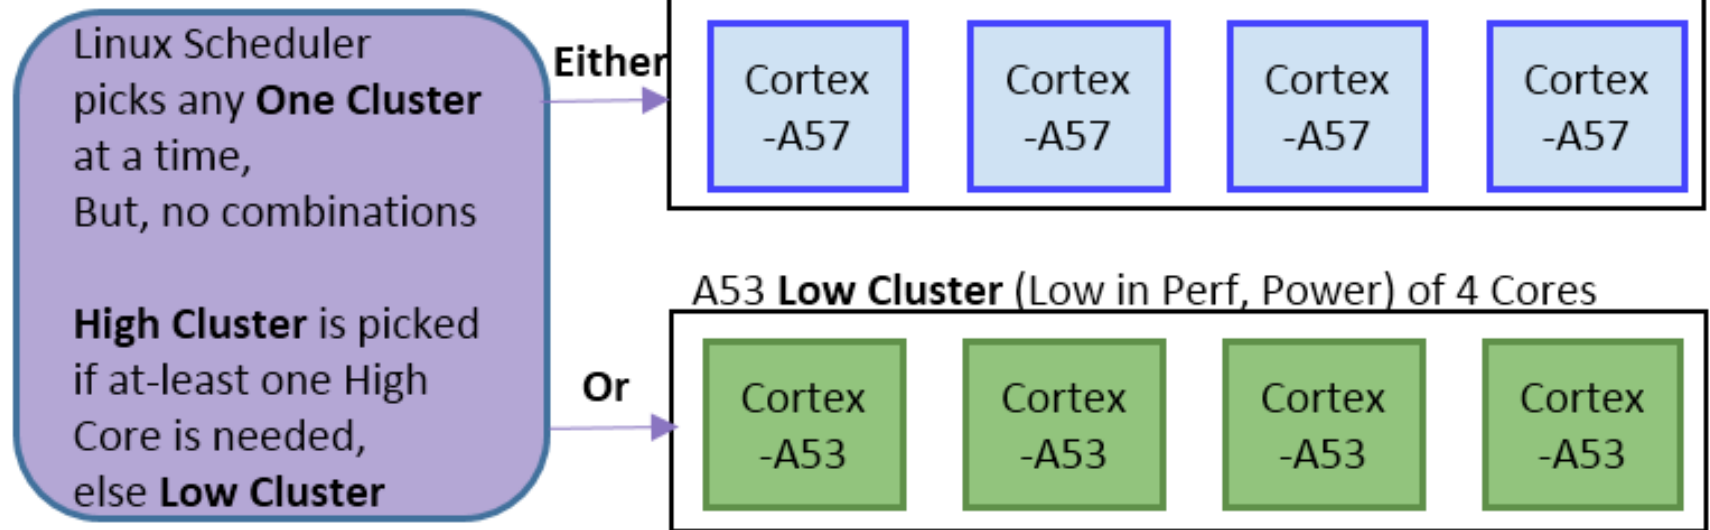 Linux Scheduler
picks any One Cluster
at a time,
But, no combinations
High Cluster is picked
if at-least one High
Core is needed,
else Low Cluster
Either
Cortex
-A57
Cortex
-A57
Cortex
-A57
Cortex
-A57
A53 Low Cluster (Low in Perf, Power) of 4 Cores
Or
Cortex
-A53
Cortex
-A53
Cortex
-A53
Cortex
-A53